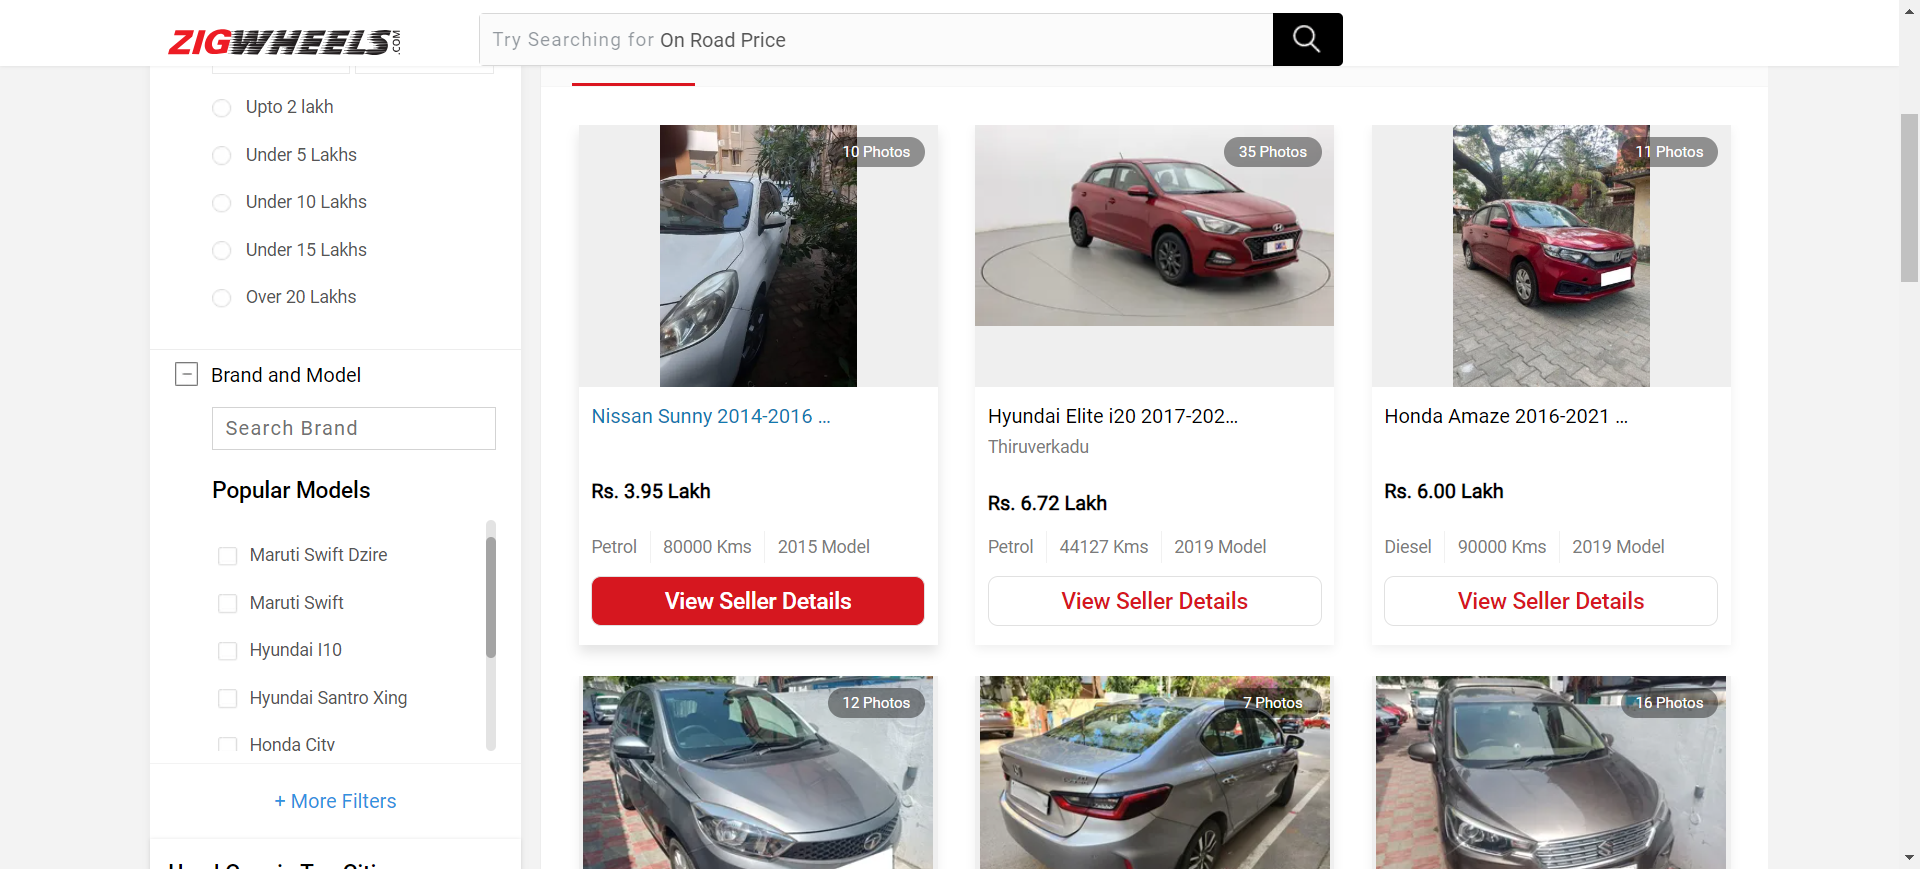 ZIGWHEELS.COM
Try Searching for On Road Price
Upto 2 lakh
Under 5 Lakhs
Under 10 Lakhs
Under 15 Lakhs
Over 20 Lakhs
Brand and Model
Search Brand
Popular Models
Maruti Swift Dzire
Maruti Swift
Hyundai I10
Hyundai Santro Xing
Honda City
+ More Filters
10 Photos
Nissan Sunny 2014-2016 ...
Rs. 3.95 Lakh
Petrol
80000 Kms
2015 Model
View Seller Details
35 Photos
Hyundai Elite i20 2017-202...
Thiruverkadu
Rs. 6.72 Lakh
Petrol
44127 Kms
2019 Model
View Seller Details
11 Photos
Honda Amaze 2016-2021 ...
Rs. 6.00 Lakh
Diesel
90000 Kms
2019 Model
View Seller Details
12 Photos
7 Photos
16 Photos